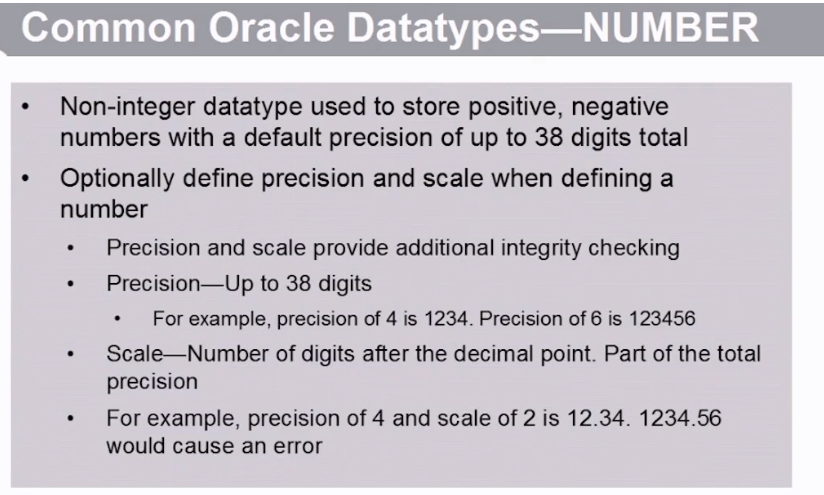 Common Oracle Datatypes—NUMBER
• Non-integer datatype used to store positive, negative
numbers with a default precision of up to 38 digits total
• Optionally define precision and scale when defining a
number
• Precision and scale provide additional integrity checking
• Precision—Up to 38 digits
• For example, precision of 4 is 1234. Precision of 6 is 123456
• Scale—Number of digits after the decimal point. Part of the total
precision
• For example, precision of 4 and scale of 2 is 12.34. 1234.56
would cause an error